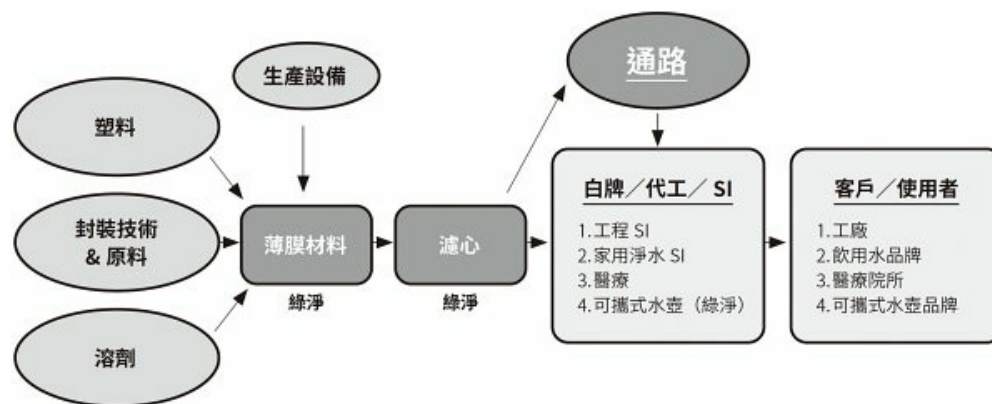 通路
生產設備
塑料
封裝技術
& 原料
溶劑
薄膜材料
綠淨
濾心
綠淨
白牌／代工／ SI
1. 工程 SI
2. 家用淨水 SI
3. 醫療
4. 可攜式水壺（綠淨）
客戶／使用者
1. 工廠
2. 飲用水品牌
3. 醫療院所
4. 可攜式水壺品牌